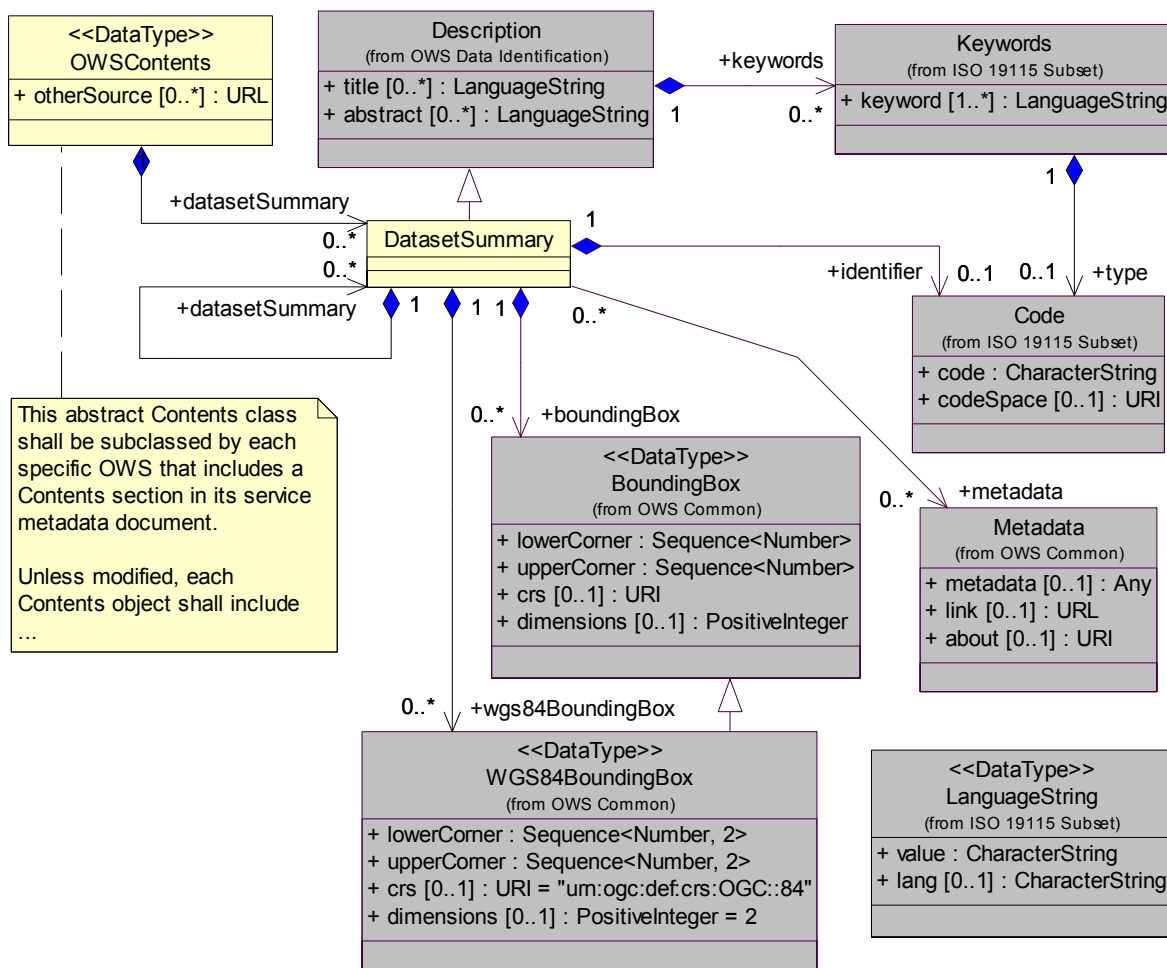 <<DataType>>
OWSContents
+ otherSource [0..*] : URL
Description
(from OWS Data Identification)
+ title [0..*] : LanguageString
+ abstract [0..*] : LanguageString
+keywords
1
0..*
Keywords
(from ISO 19115 Subset)
+ keyword [1..*] : LanguageString
1
+datasetSummary
0..*
DatasetSummary
1
+identifier
0..1
1
0..1
+type
0..*
+datasetSummary
1
1
1
0..*
Code
(from ISO 19115 Subset)
+ code : CharacterString
+ codeSpace [0..1] : URI
This abstract Contents class
shall be subclassed by each
specific OWS that includes a
Contents section in its service
metadata document.
Unless modified, each
Contents object shall include
...
0..*
+boundingBox
<<DataType>>
BoundingBox
(from OWS Common)
+ lowerCorner : Sequence<Number>
+ upperCorner : Sequence<Number>
+ crs [0..1] : URI
+ dimensions [0..1] : PositiveInteger
0..*
+metadata
Metadata
(from OWS Common)
+ metadata [0..1] : Any
+ link [0..1] : URL
+ about [0..1] : URI
0..*
+wgs84BoundingBox
<<DataType>>
WGS84BoundingBox
(from OWS Common)
+ lowerCorner : Sequence<Number, 2>
+ upperCorner : Sequence<Number, 2>
+ crs [0..1] : URI = "urn:ogc:def:crs:OGC::84"
+ dimensions [0..1] : PositiveInteger = 2
<<DataType>>
LanguageString
(from ISO 19115 Subset)
+ value : CharacterString
+ lang [0..1] : CharacterString